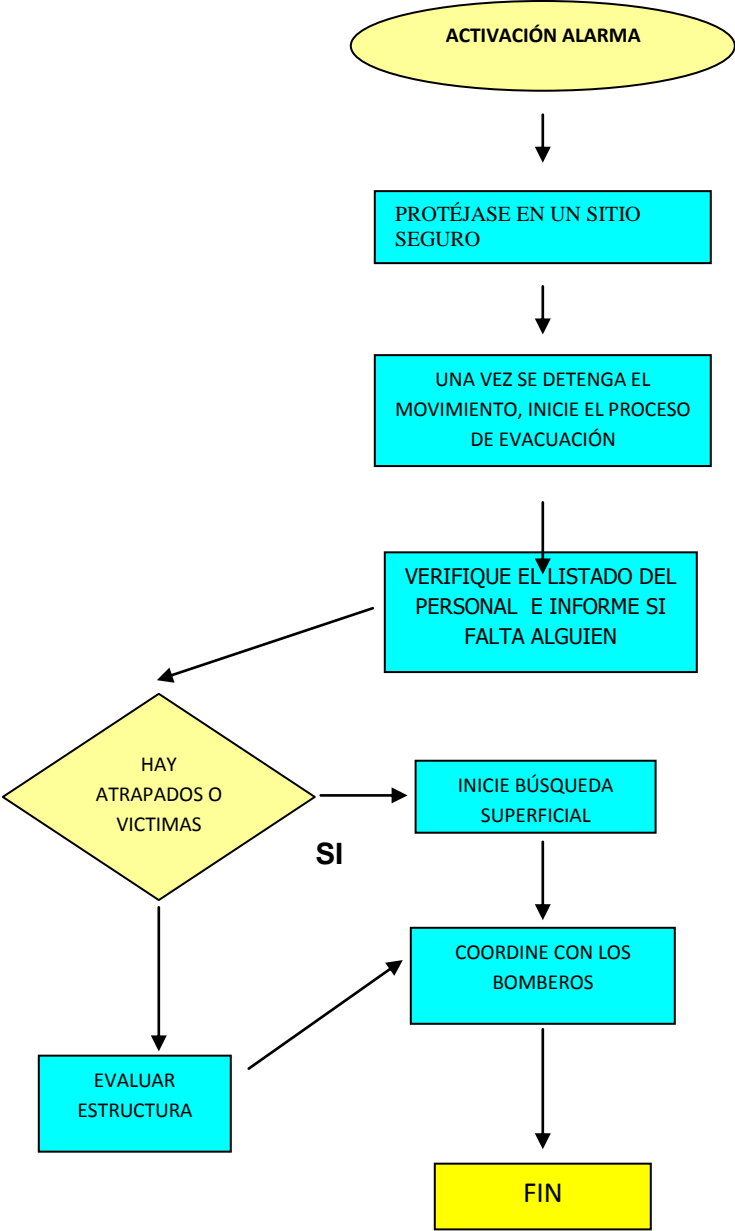 ACTIVACIÓN ALARMA
PROTÉJASE EN UN SITIO
SEGURO
UNA VEZ SE DETENGA EL
MOVIMIENTO, INICIE EL PROCESO
DE EVACUACIÓN
VERIFIQUE EL LISTADO DEL
PERSONAL  E INFORME SI
FALTA ALGUIEN
HAY
ATRAPADOS O
VICTIMAS
SI
INICIE BÚSQUEDA
SUPERFICIAL
COORDINE CON LOS
BOMBEROS
EVALUAR
ESTRUCTURA
FIN